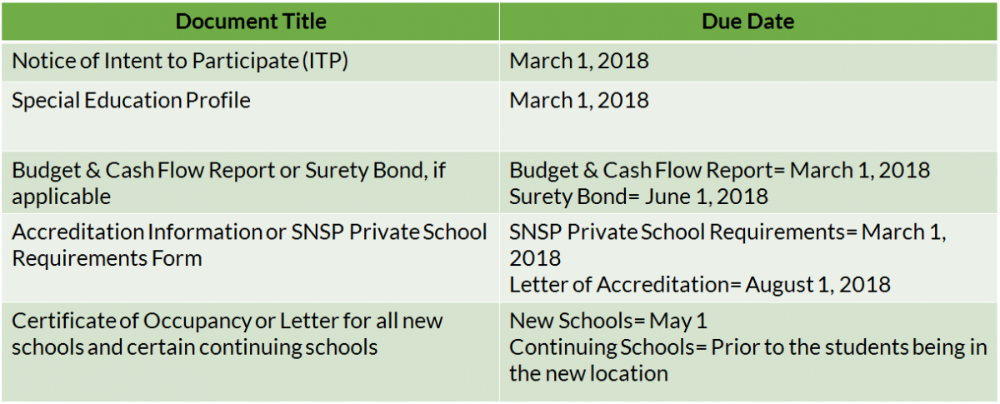 Document Title
Due Date
Notice of Intent to Participate (ITP)
March 1, 2018
Special Education Profile
March 1, 2018
Budget & Cash Flow Report or Surety Bond, if
applicable
Budget & Cash Flow Report= March 1, 2018
Surety Bond= June 1, 2018
Accreditation Information or SNSP Private School
Requirements Form
SNSP Private School Requirements= March 1,
2018
Letter of Accreditation= August 1, 2018
Certificate of Occupancy or Letter for all new
schools and certain continuing schools
New Schools= May 1
Continuing Schools= Prior to the students being in
the new location